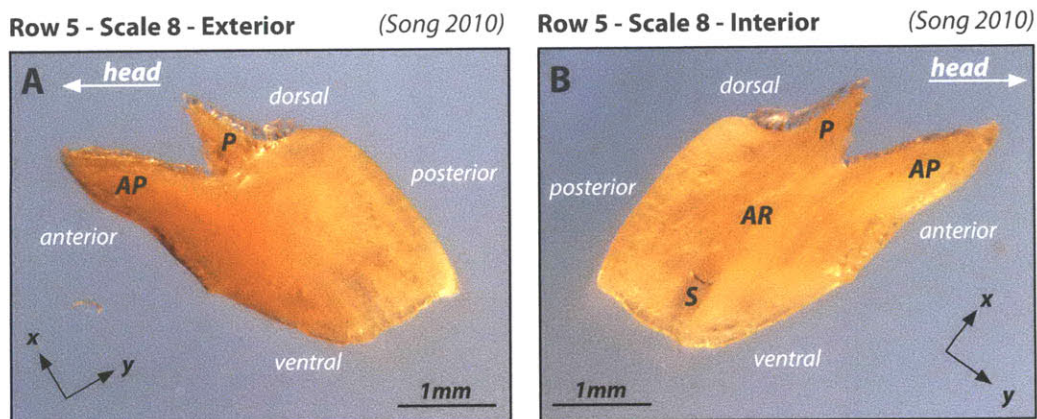 Row 5 - Scale 8 - Exterior (Song 2010)
A
head
dorsal
P
AP
posterior
anterior
x
y
ventral
1mm
Row 5 - Scale 8 - Interior (Song 2010)
B
head
dorsal
P
AP
posterior
AR
anterior
S
x
y
ventral
1mm